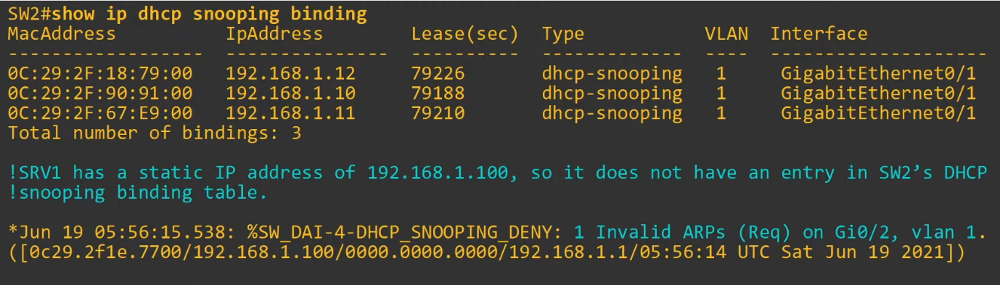 SW2#show ip dhcp snooping binding
MacAddress IpAddress Lease(sec) Type VLAN Interface
------------------ --------------- ---------- ------------- ---- --------------------
0C:29:2F:18:79:00 192.168.1.12 79226 dhcp-snooping 1 GigabitEthernet0/1
0C:29:2F:90:91:00 192.168.1.10 79188 dhcp-snooping 1 GigabitEthernet0/1
0C:29:2F:67:E9:00 192.168.1.11 79210 dhcp-snooping 1 GigabitEthernet0/1
Total number of bindings: 3
!SRV1 has a static IP address of 192.168.1.100, so it does not have an entry in SW2’s DHCP
!snooping binding table.
*Jun 19 05:56:15.538: %SW_DAI-4-DHCP_SNOOPING_DENY: 1 Invalid ARPs (Req) on Gi0/2, vlan 1.
([0c29.2f1e.7700/192.168.1.100/0000.0000.0000/192.168.1.1/05:56:14 UTC Sat Jun 19 2021])